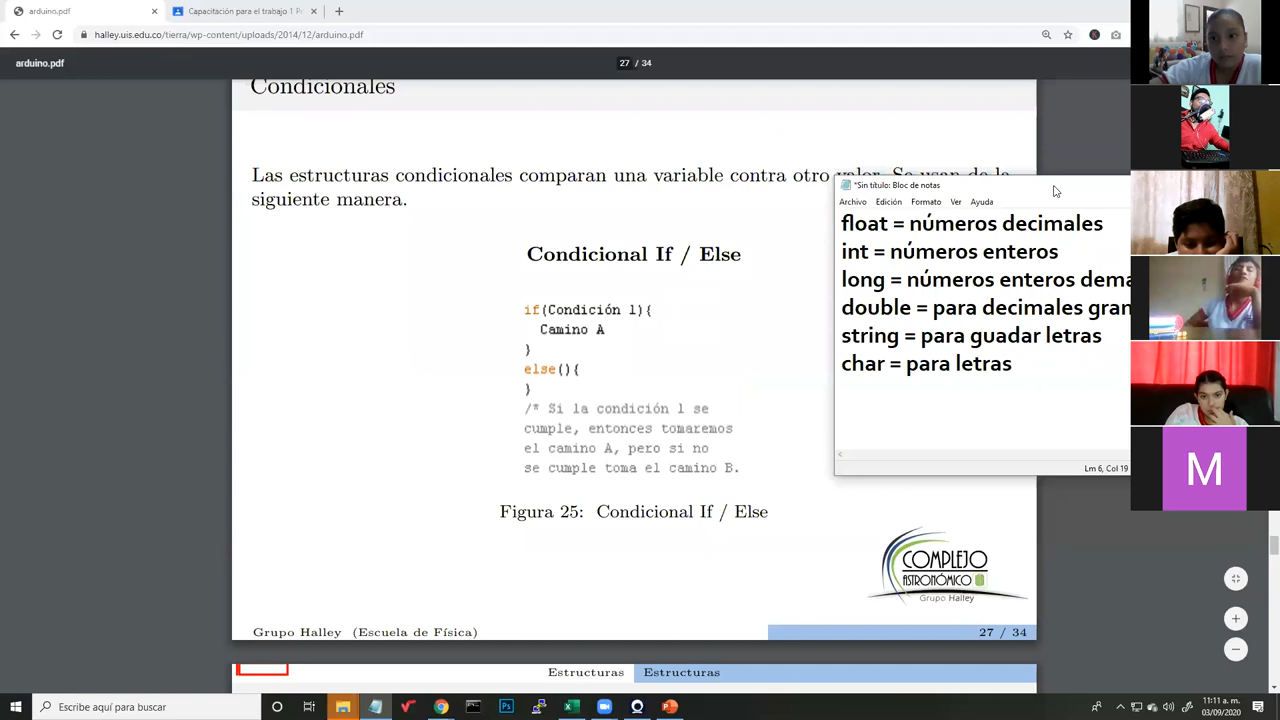 arduino.pdf
Capacitación para el trabajo 1 P
halley.uis.edu.co/tierra/wp-content/uploads/2014/12/arduino.pdf
arduino.pdf
27 / 34
Condicionales
Las estructuras condicionales comparan una variable contra otro valor. Se usan de la
siguiente manera.
Condicional If / Else
if(Condición 1){
Camino A
}
else(){
}
/* Si la condición 1 se
cumple, entonces tomaremos
el camino A, pero si no
se cumple toma el camino B.
Figura 25: Condicional If / Else
COMPLEJO
ASTRONÓMICO
Grupo Halley
Grupo Halley (Escuela de Física)
27 / 34
Estructuras
Estructuras
*Sin título: Bloc de notas
Archivo Edición Formato Ver Ayuda
float = números decimales
int = números enteros
long = números enteros dema
double = para decimales gran
string = para guadar letras
char = para letras
Lm 6, Col 19
M
Escribe aquí para buscar
11:11 a. m.
03/09/2020